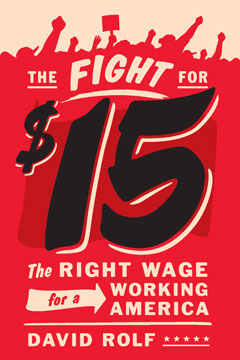 THE FIGHT FOR
$15
The RIGHT WAGE
for a WORKING
AMERICA
DAVID ROLF